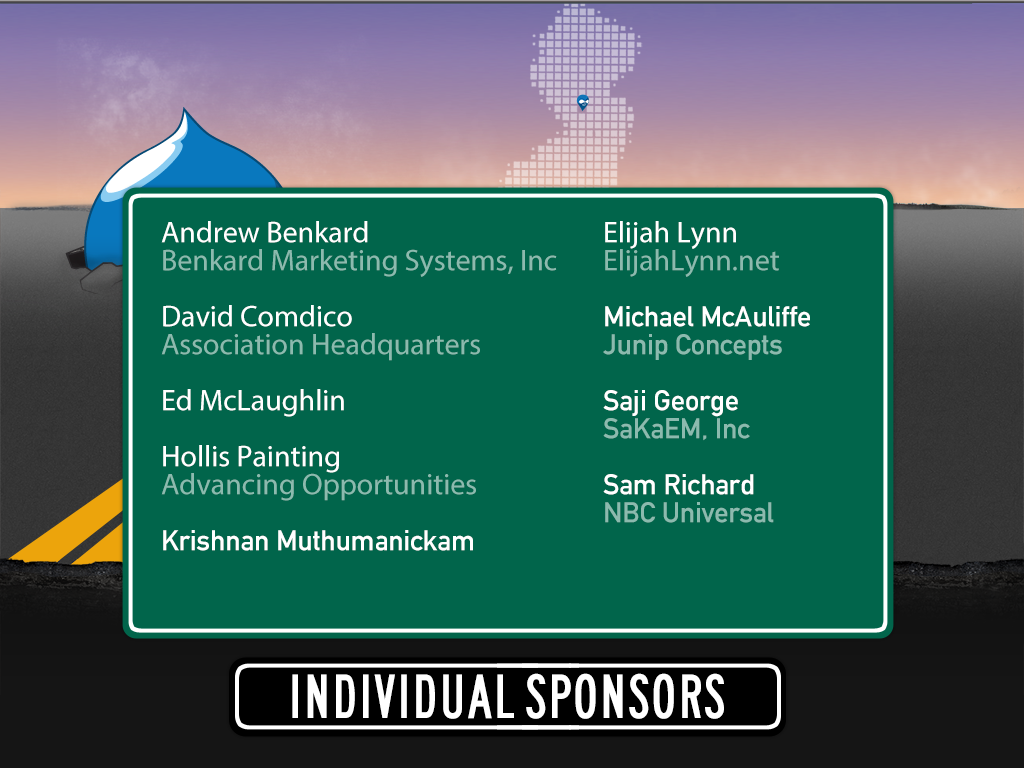 Andrew Benkard
Benkard Marketing Systems, Inc
David Comdico
Association Headquarters
Ed McLaughlin
Hollis Painting
Advancing Opportunities
Krishnan Muthumanickam
Elijah Lynn
ElijahLynn.net
Michael McAuliffe
Junip Concepts
Saji George
SaKaEM, Inc
Sam Richard
NBC Universal
INDIVIDUAL SPONSORS